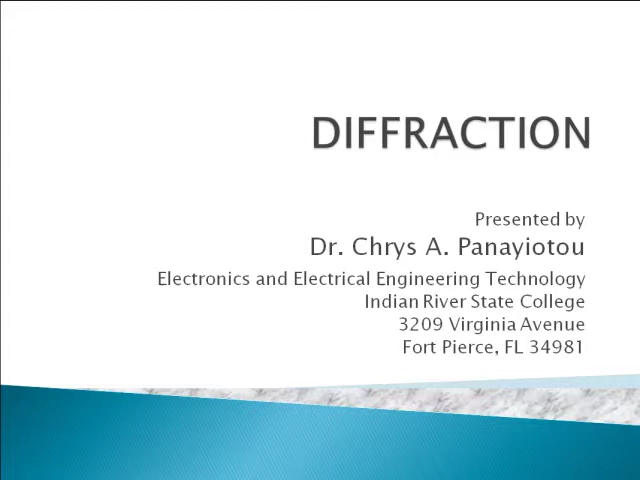 DIFFRACTION
Presented by
Dr. Chrys A. Panayiotou
Electronics and Electrical Engineering Technology
Indian River State College
3209 Virginia Avenue
Fort Pierce, FL 34981